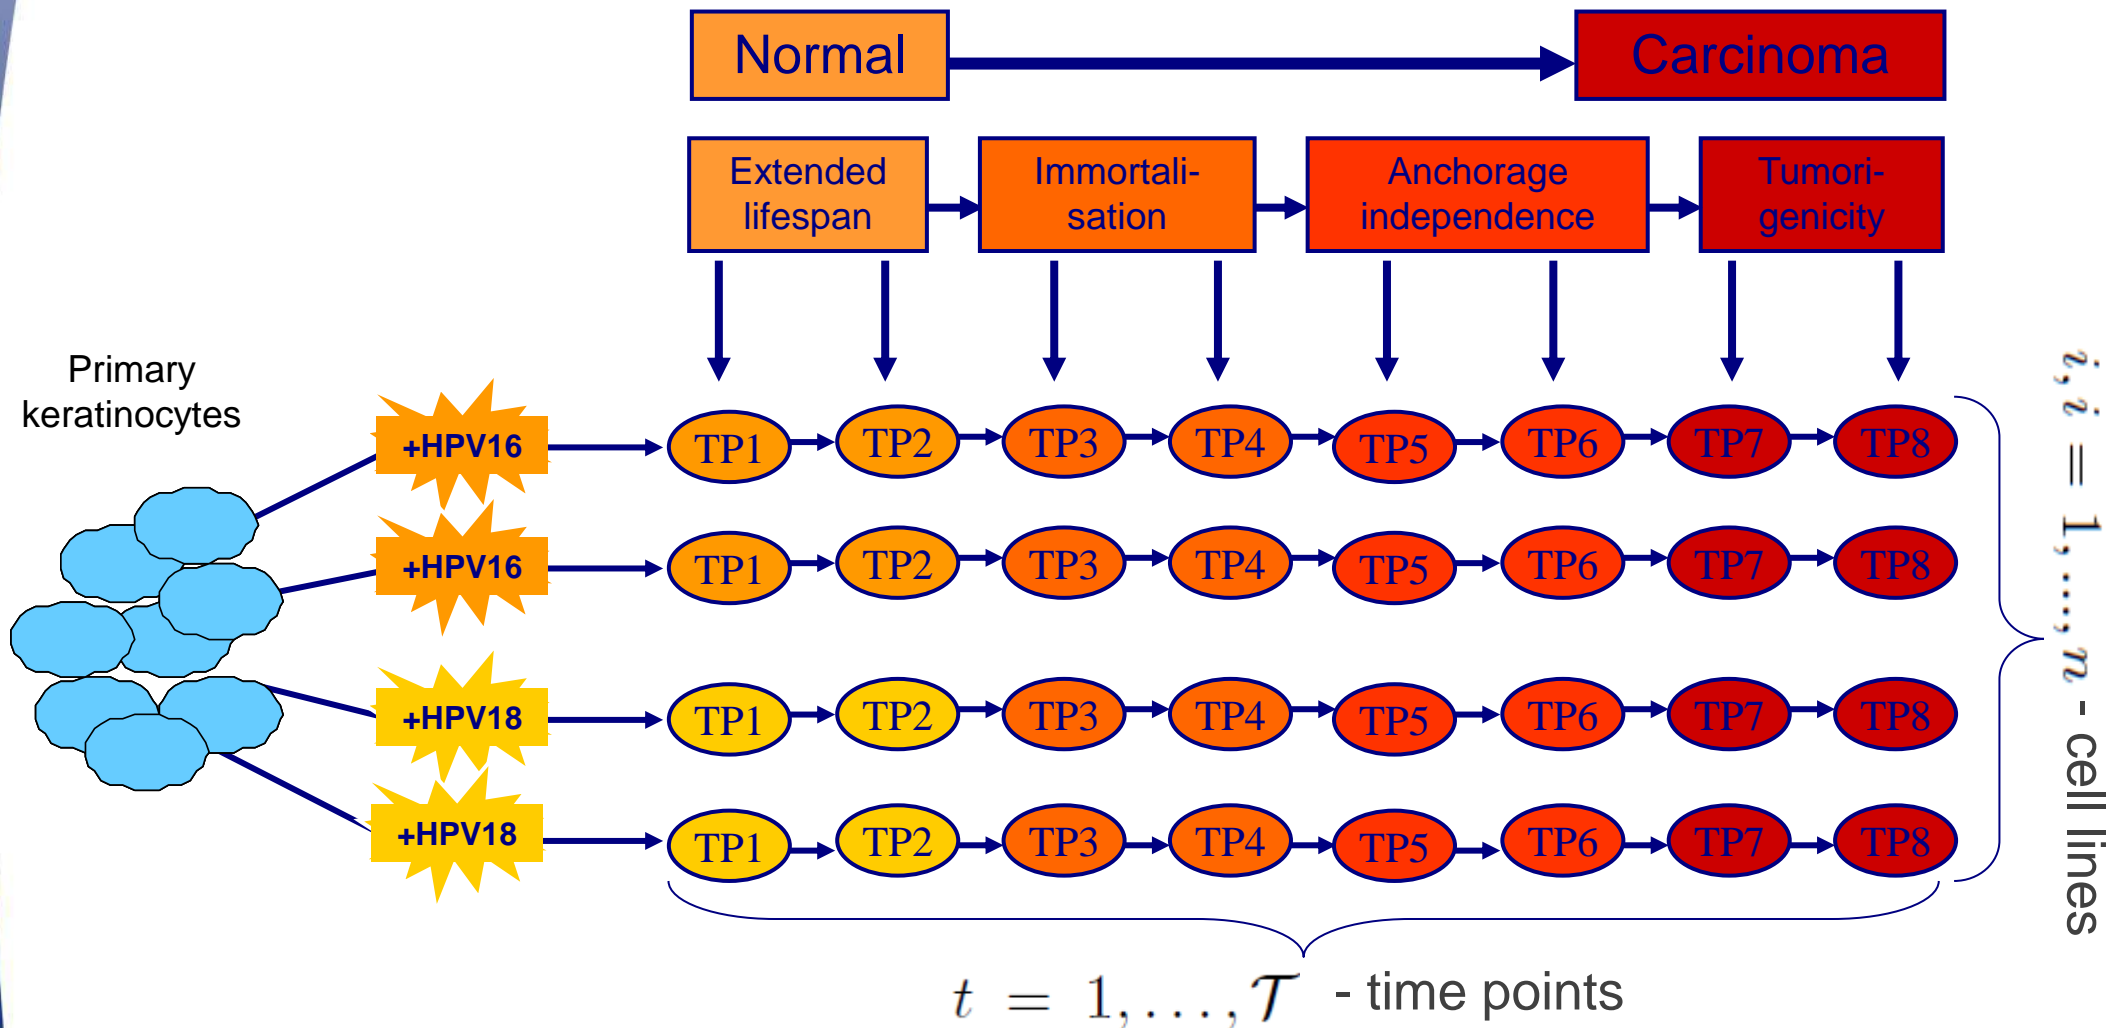 Normal
Carcinoma
Extended
lifespan
Immortali-
sation
Anchorage
independence
Tumori-
genicity
Primary
keratinocytes
+HPV16
TP1 TP2 TP3 TP4 TP5 TP6 TP7 TP8
+HPV16
TP1 TP2 TP3 TP4 TP5 TP6 TP7 TP8
+HPV18
TP1 TP2 TP3 TP4 TP5 TP6 TP7 TP8
+HPV18
TP1 TP2 TP3 TP4 TP5 TP6 TP7 TP8
i, i = 1, ...., n - cell lines
t = 1, . . . , 𝒯 - time points